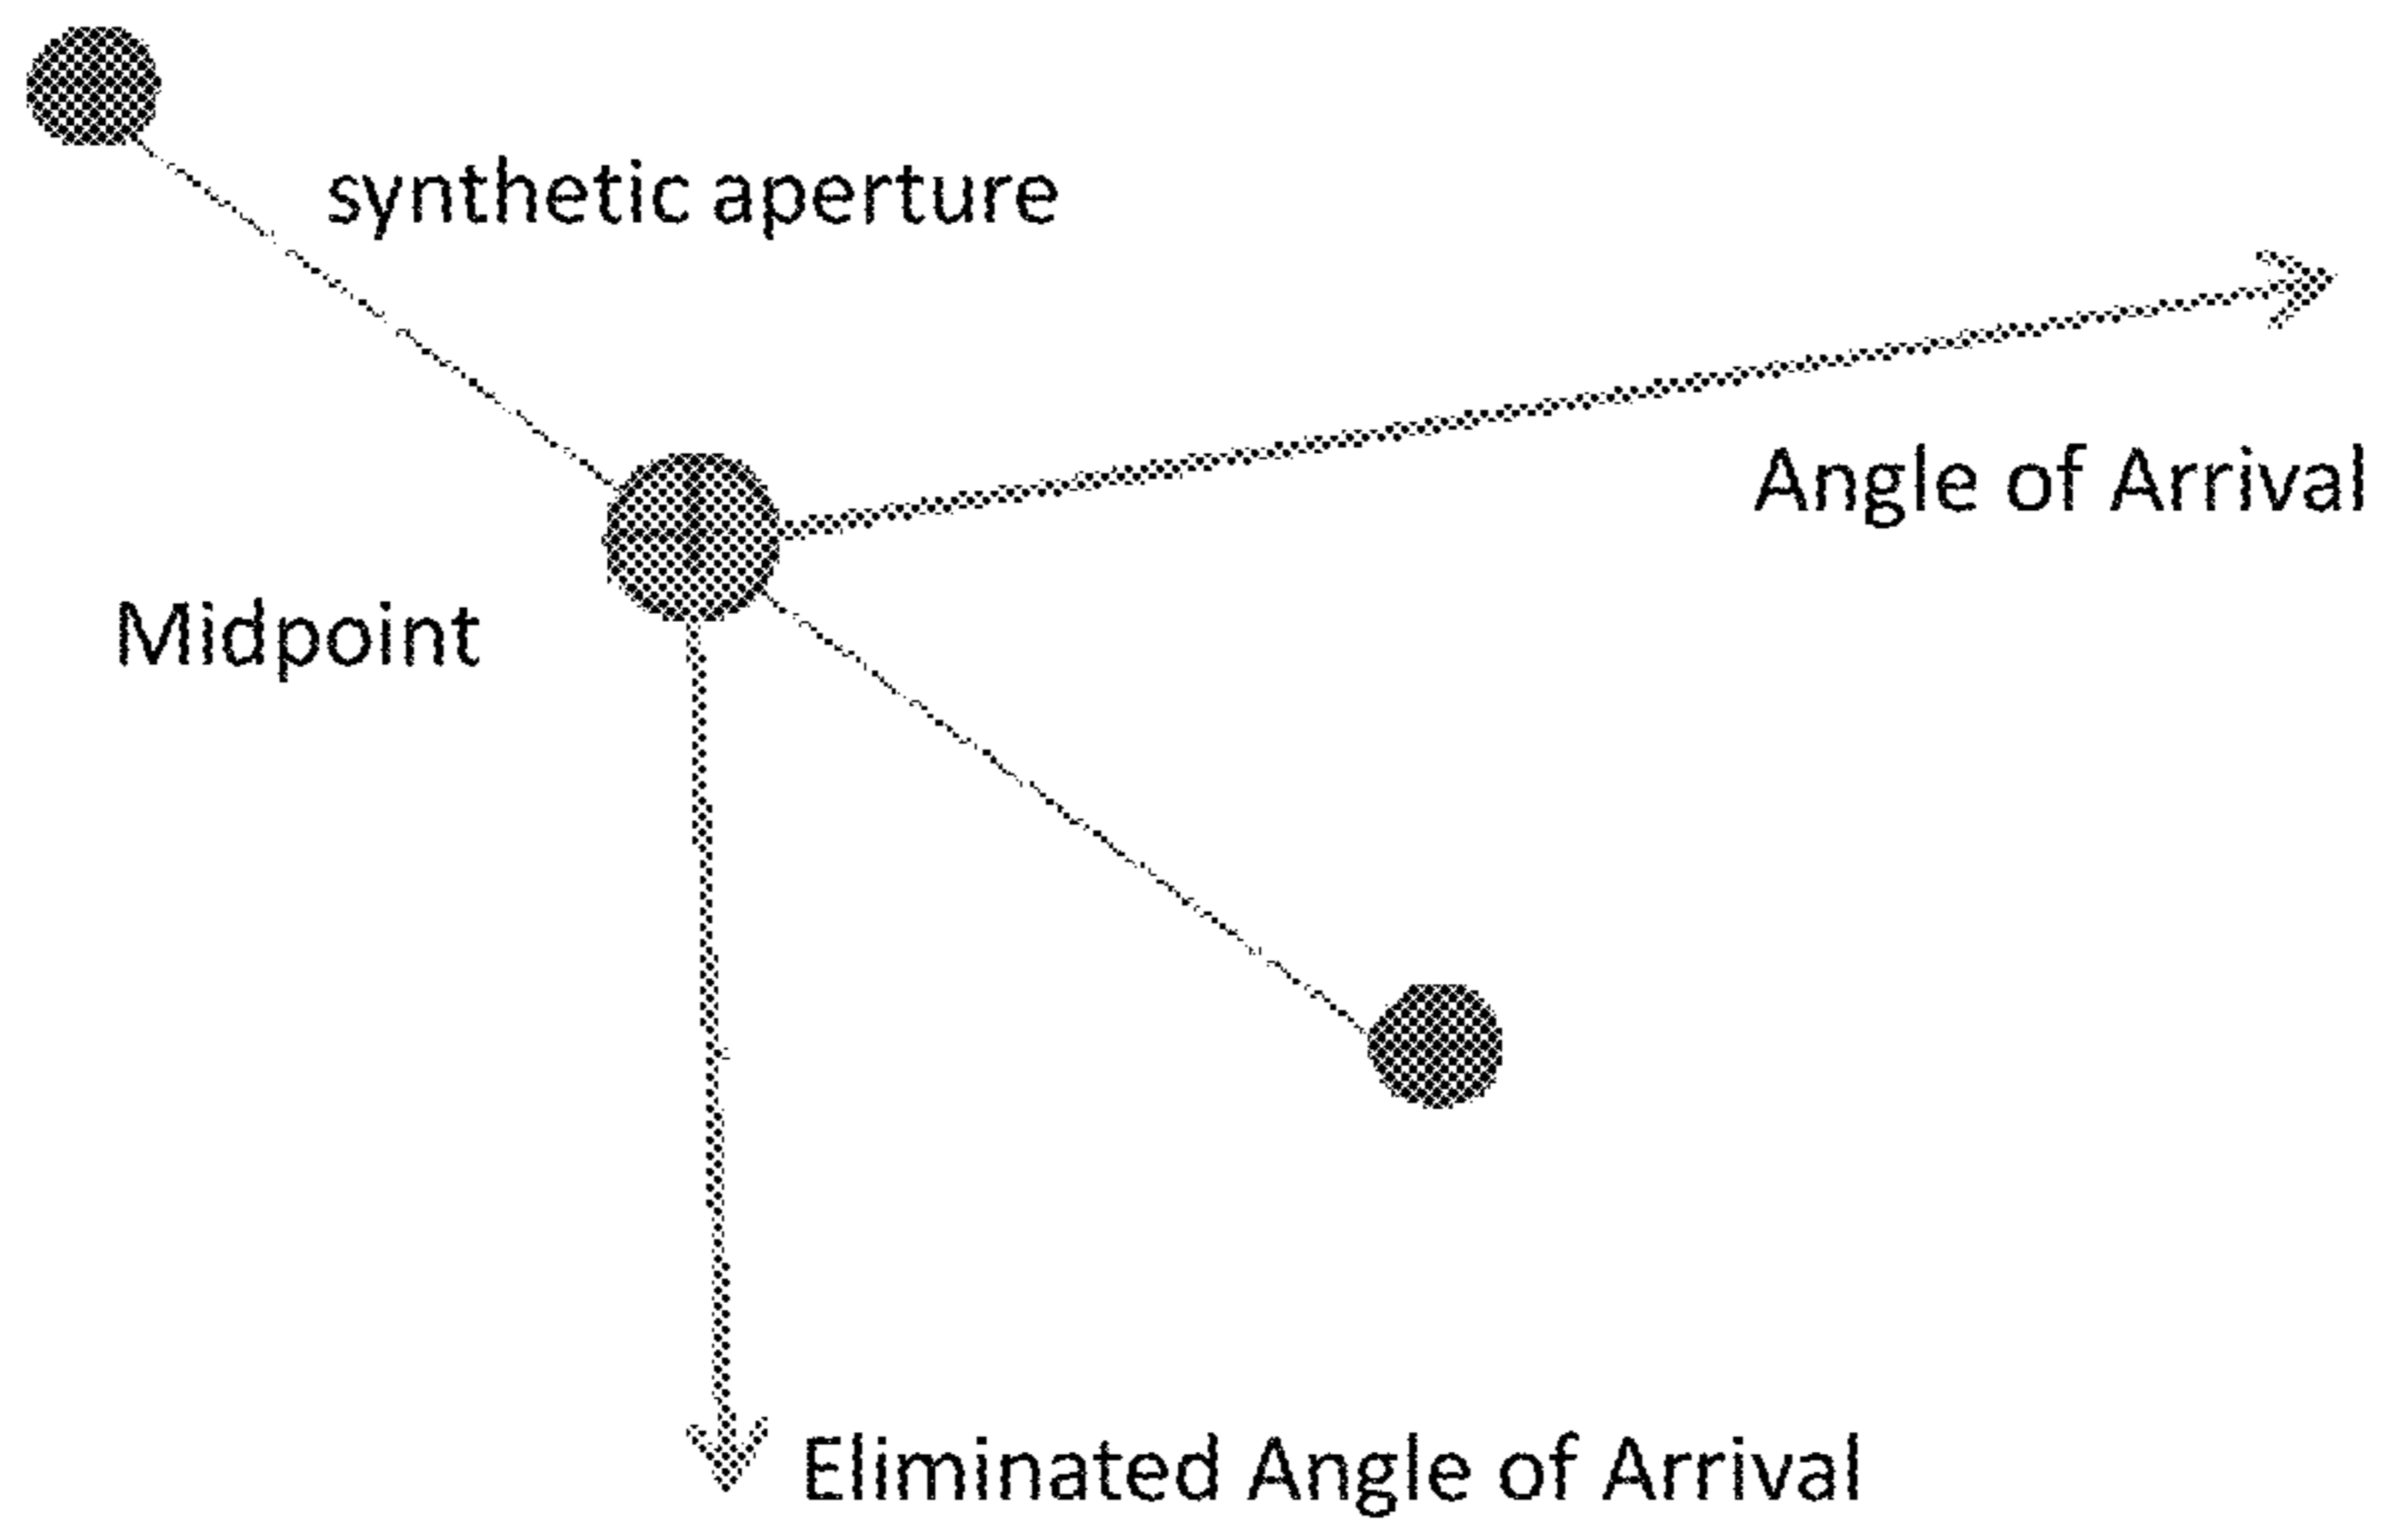 synthetic aperture
Angle of Arrival
Midpoint
Eliminated Angle of Arrival